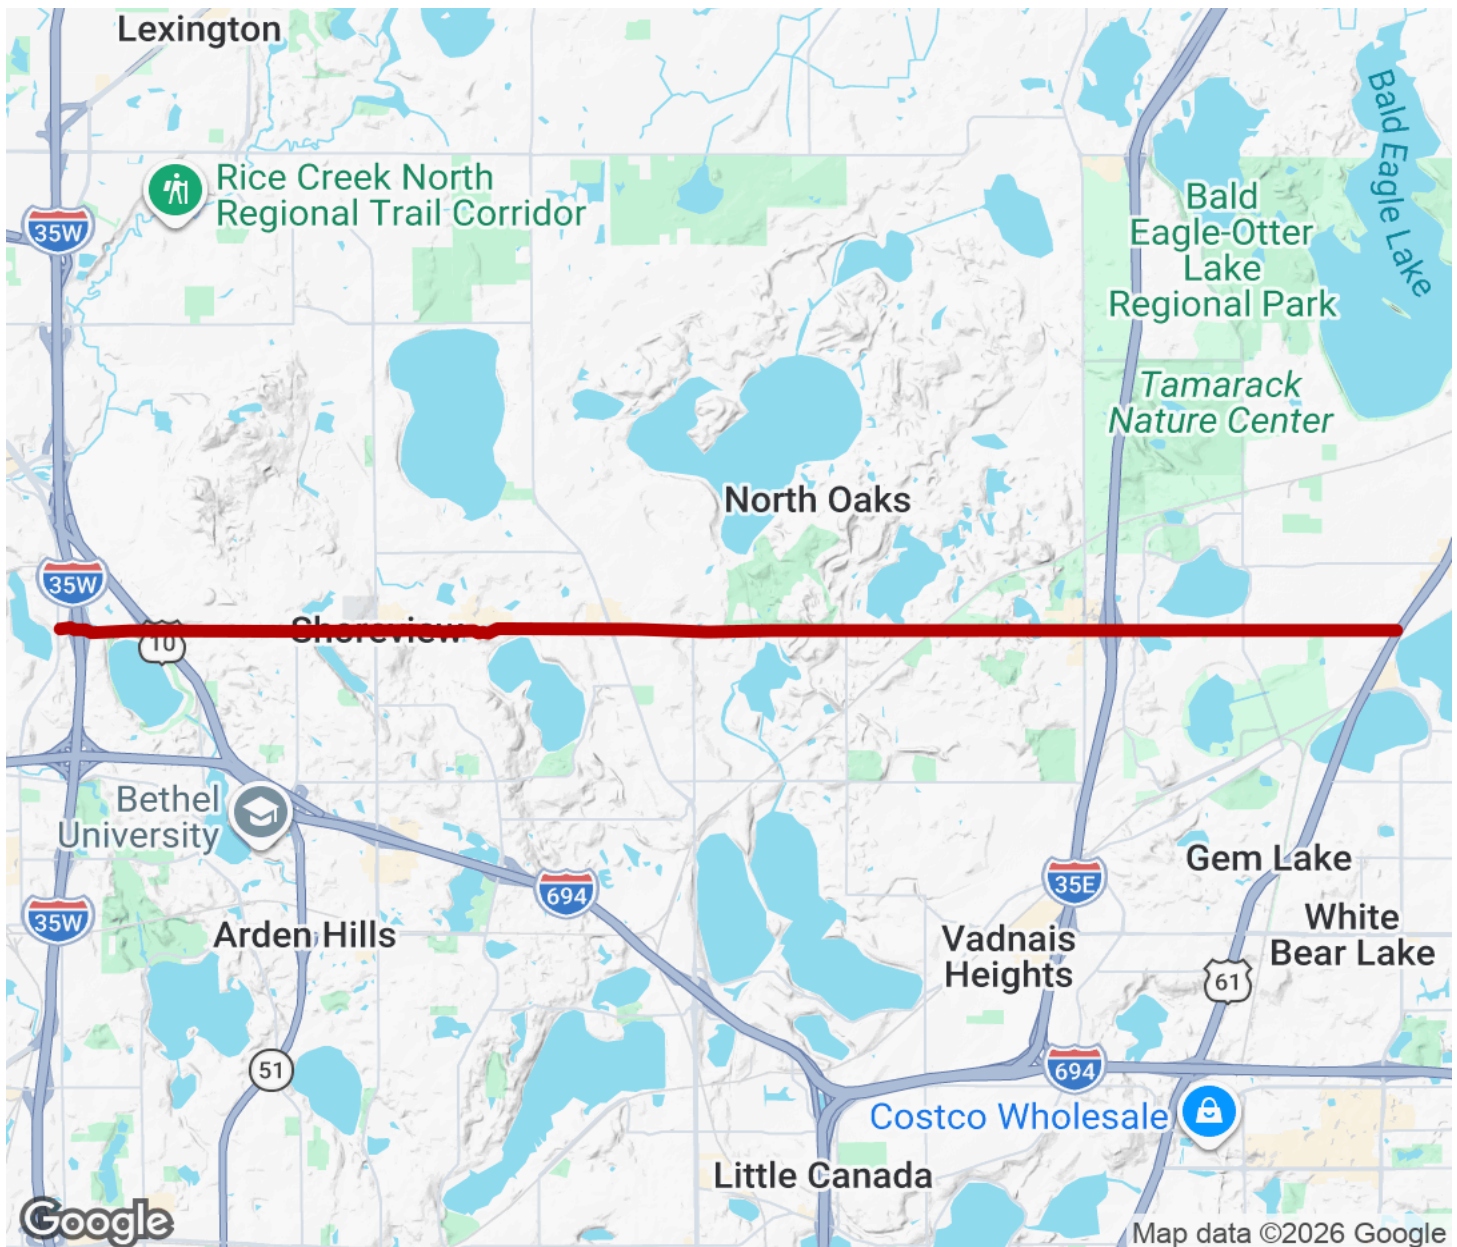 Lexington
Rice Creek North
Regional Trail Corridor
35W
Bald Eagle Lake
Bald
Eagle-Otter
Lake
Regional Park
Tamarack
Nature Center
North Oaks
35W
Shoreview
10
Bethel
University
694
35E
Gem Lake
35W
Arden Hills
Vadnais
Heights
White
Bear Lake
61
51
694
Costco Wholesale
Little Canada
Google
Map data ©2026 Google